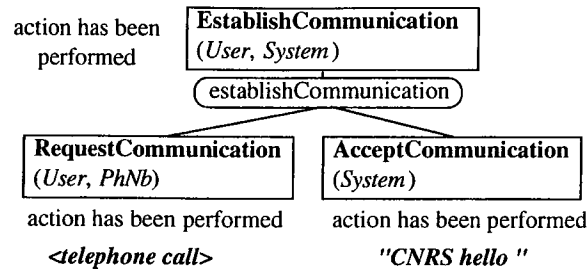 action has been
performed
EstablishCommunication
(User, System)
establishCommunication
RequestCommunication
(User, PhNb)
AcceptCommunication
(System)
action has been performed
action has been performed
<telephone call>
"CNRS hello "